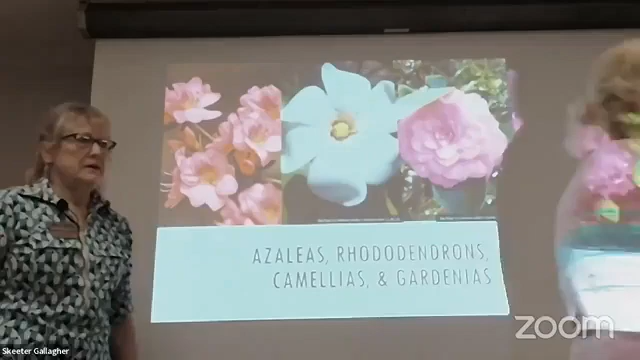 AZALEAS, RHODODENDRONS,
CAMELLIAS, & GARDENIAS
zoom
Skeeter Gallagher